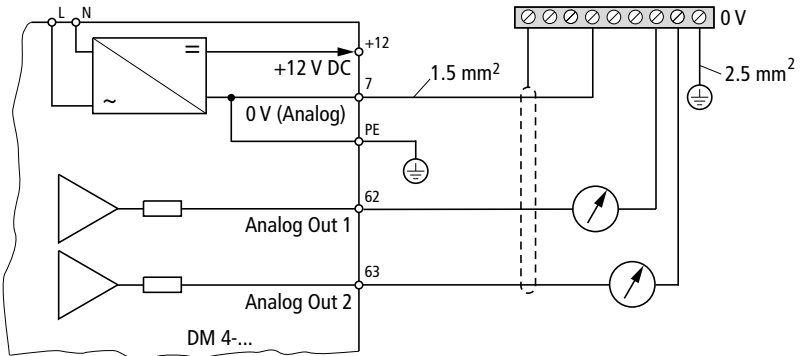 L N
0 V
+12
+12 V DC
=
~
7
1.5 mm²
2.5 mm²
0 V (Analog)
PE
62
Analog Out 1
63
Analog Out 2
DM 4-...